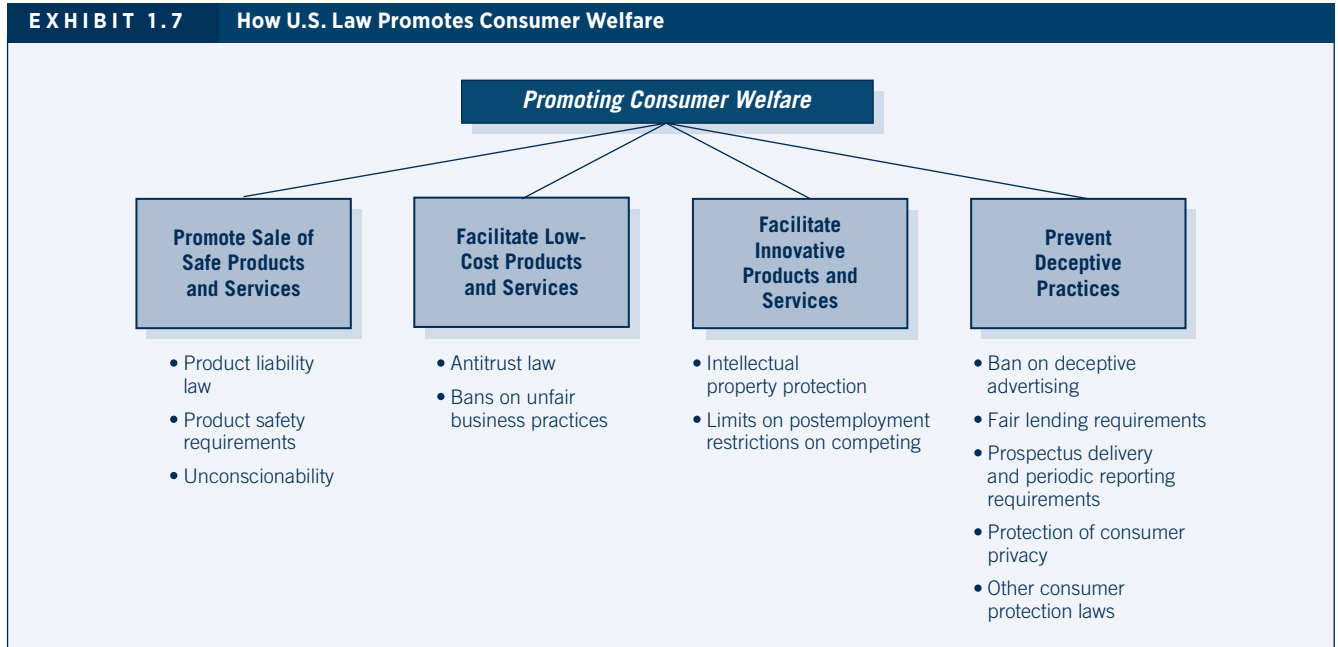 EXHIBIT 1.7 How U.S. Law Promotes Consumer Welfare
Promoting Consumer Welfare
Promote Sale of
Safe Products
and Services
• Product liability
law
• Product safety
requirements
• Unconscionability
Facilitate Low-
Cost Products
and Services
• Antitrust law
• Bans on unfair
business practices
Facilitate
Innovative
Products and
Services
• Intellectual
property protection
• Limits on postemployment
restrictions on competing
Prevent
Deceptive
Practices
• Ban on deceptive
advertising
• Fair lending requirements
• Prospectus delivery
and periodic reporting
requirements
• Protection of consumer
privacy
• Other consumer
protection laws